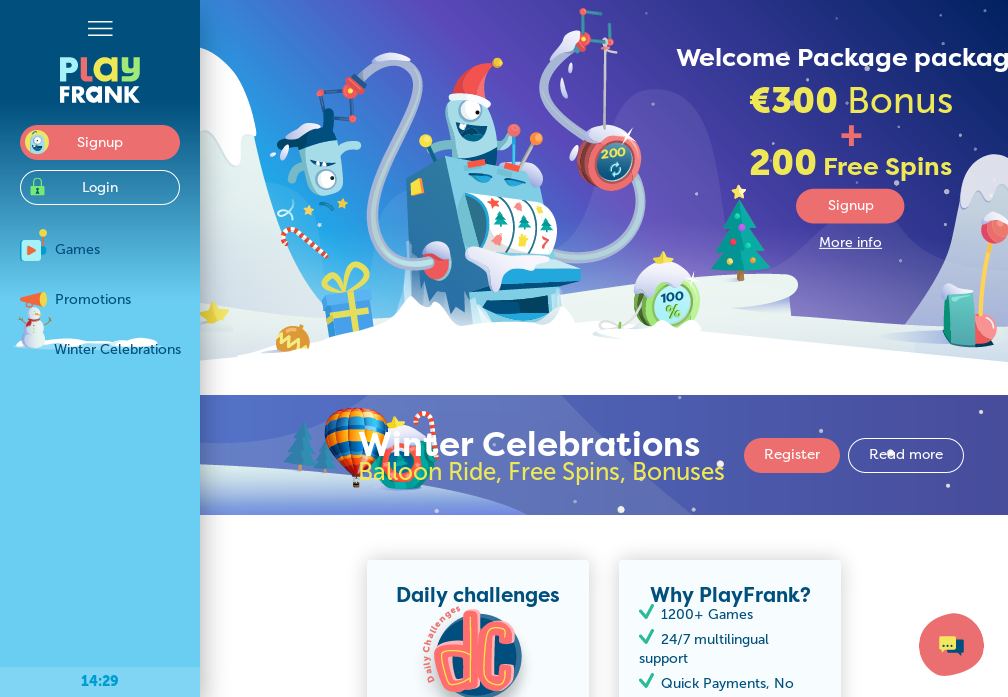 PLAY
FRANK
Signup
Login
Games
Promotions
Winter Celebrations
14:29
Welcome Package packag
€300 Bonus
+
200 Free Spins
Signup
More info
200
7
100
%
Winter Celebrations
Balloon Ride, Free Spins, Bonuses
Register
Read more
Daily challenges
Daily Challenges
dC
Why PlayFrank?
1200+ Games
24/7 multilingual
support
Quick Payments, No